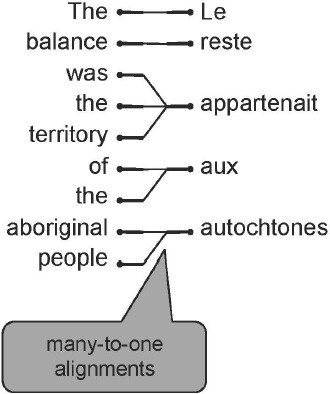 The Le
balance reste
was
the appartenait
territory
of aux
the
aboriginal autochtones
people
many-to-one
alignments